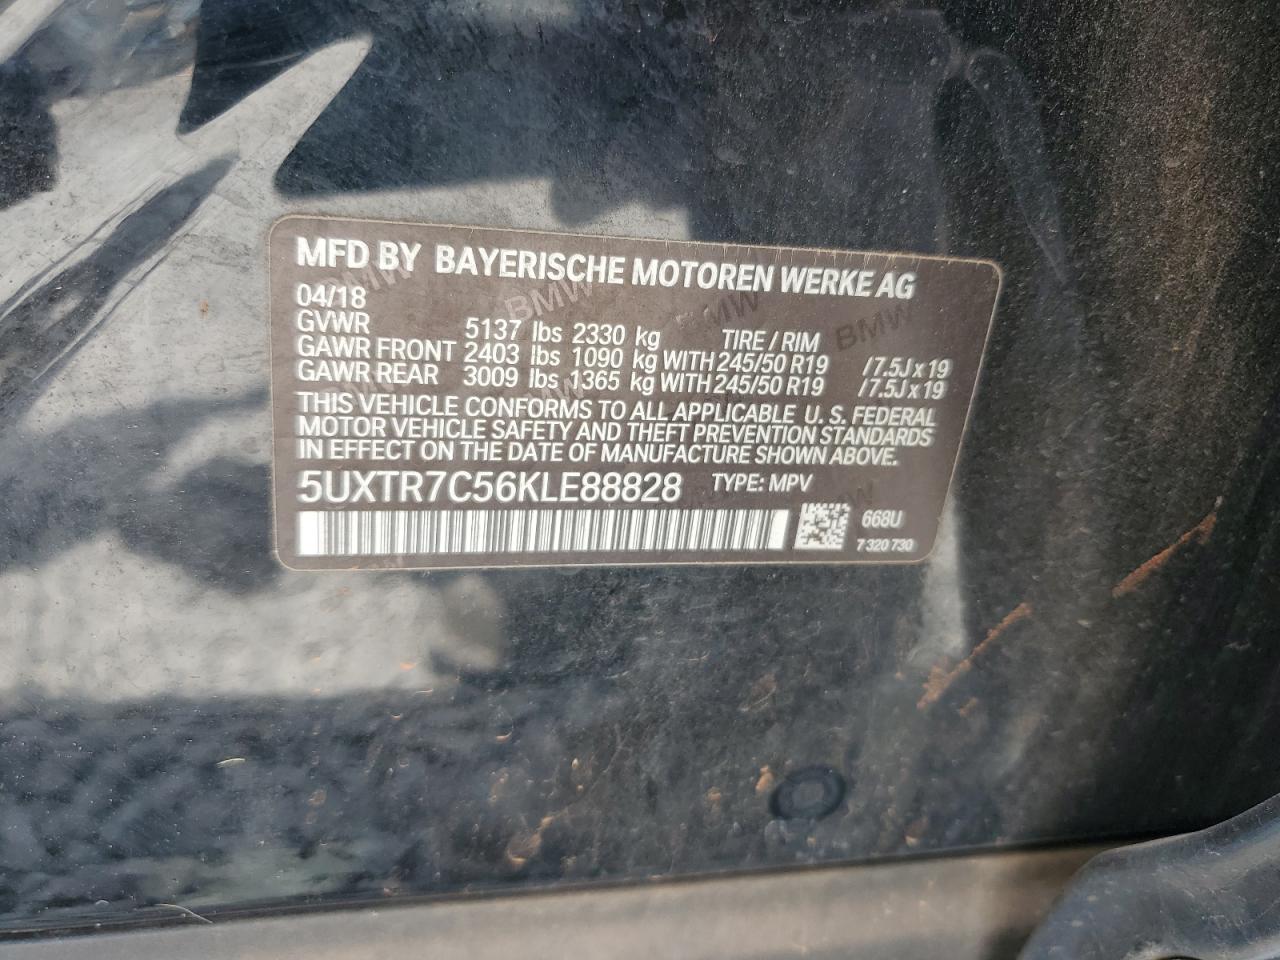 MFD BY BAYERISCHE MOTOREN WERKE AG
04/18
GVWR 5137 lbs 2330 kg TIRE / RIM
GAWR FRONT 2403 lbs 1090 kg WITH 245/50 R19 / 7.5J x 19
GAWR REAR 3009 lbs 1365 kg WITH 245/50 R19 / 7.5J x 19
THIS VEHICLE CONFORMS TO ALL APPLICABLE U. S. FEDERAL
MOTOR VEHICLE SAFETY AND THEFT PREVENTION STANDARDS
IN EFFECT ON THE DATE OF MANUFACTURE SHOWN ABOVE.
5UXTR7C56KLE88828 TYPE: MPV
668U
7 320 730